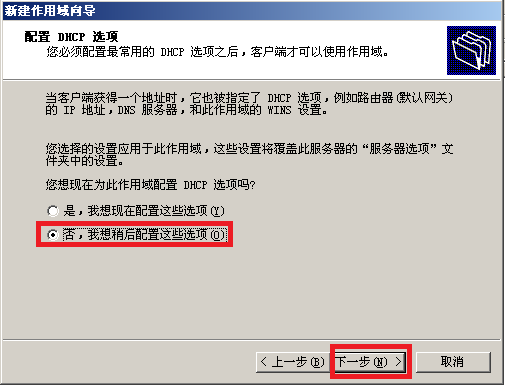 新建作用域向导
配置 DHCP 选项
您必须配置最常用的 DHCP 选项之后，客户端才可以使用作用域。
当客户端获得一个地址时，它也被指定了 DHCP 选项，例如路由器(默认网关)
的 IP 地址，DNS 服务器，和此作用域的 WINS 设置。
您选择的设置应用于此作用域，这些设置将覆盖此服务器的“服务器选项”文
件夹中的设置。
您想现在为此作用域配置 DHCP 选项吗?
是，我想现在配置这些选项(Y)
否，我想稍后配置这些选项(O)
< 上一步(B) 下一步(N) > 取消